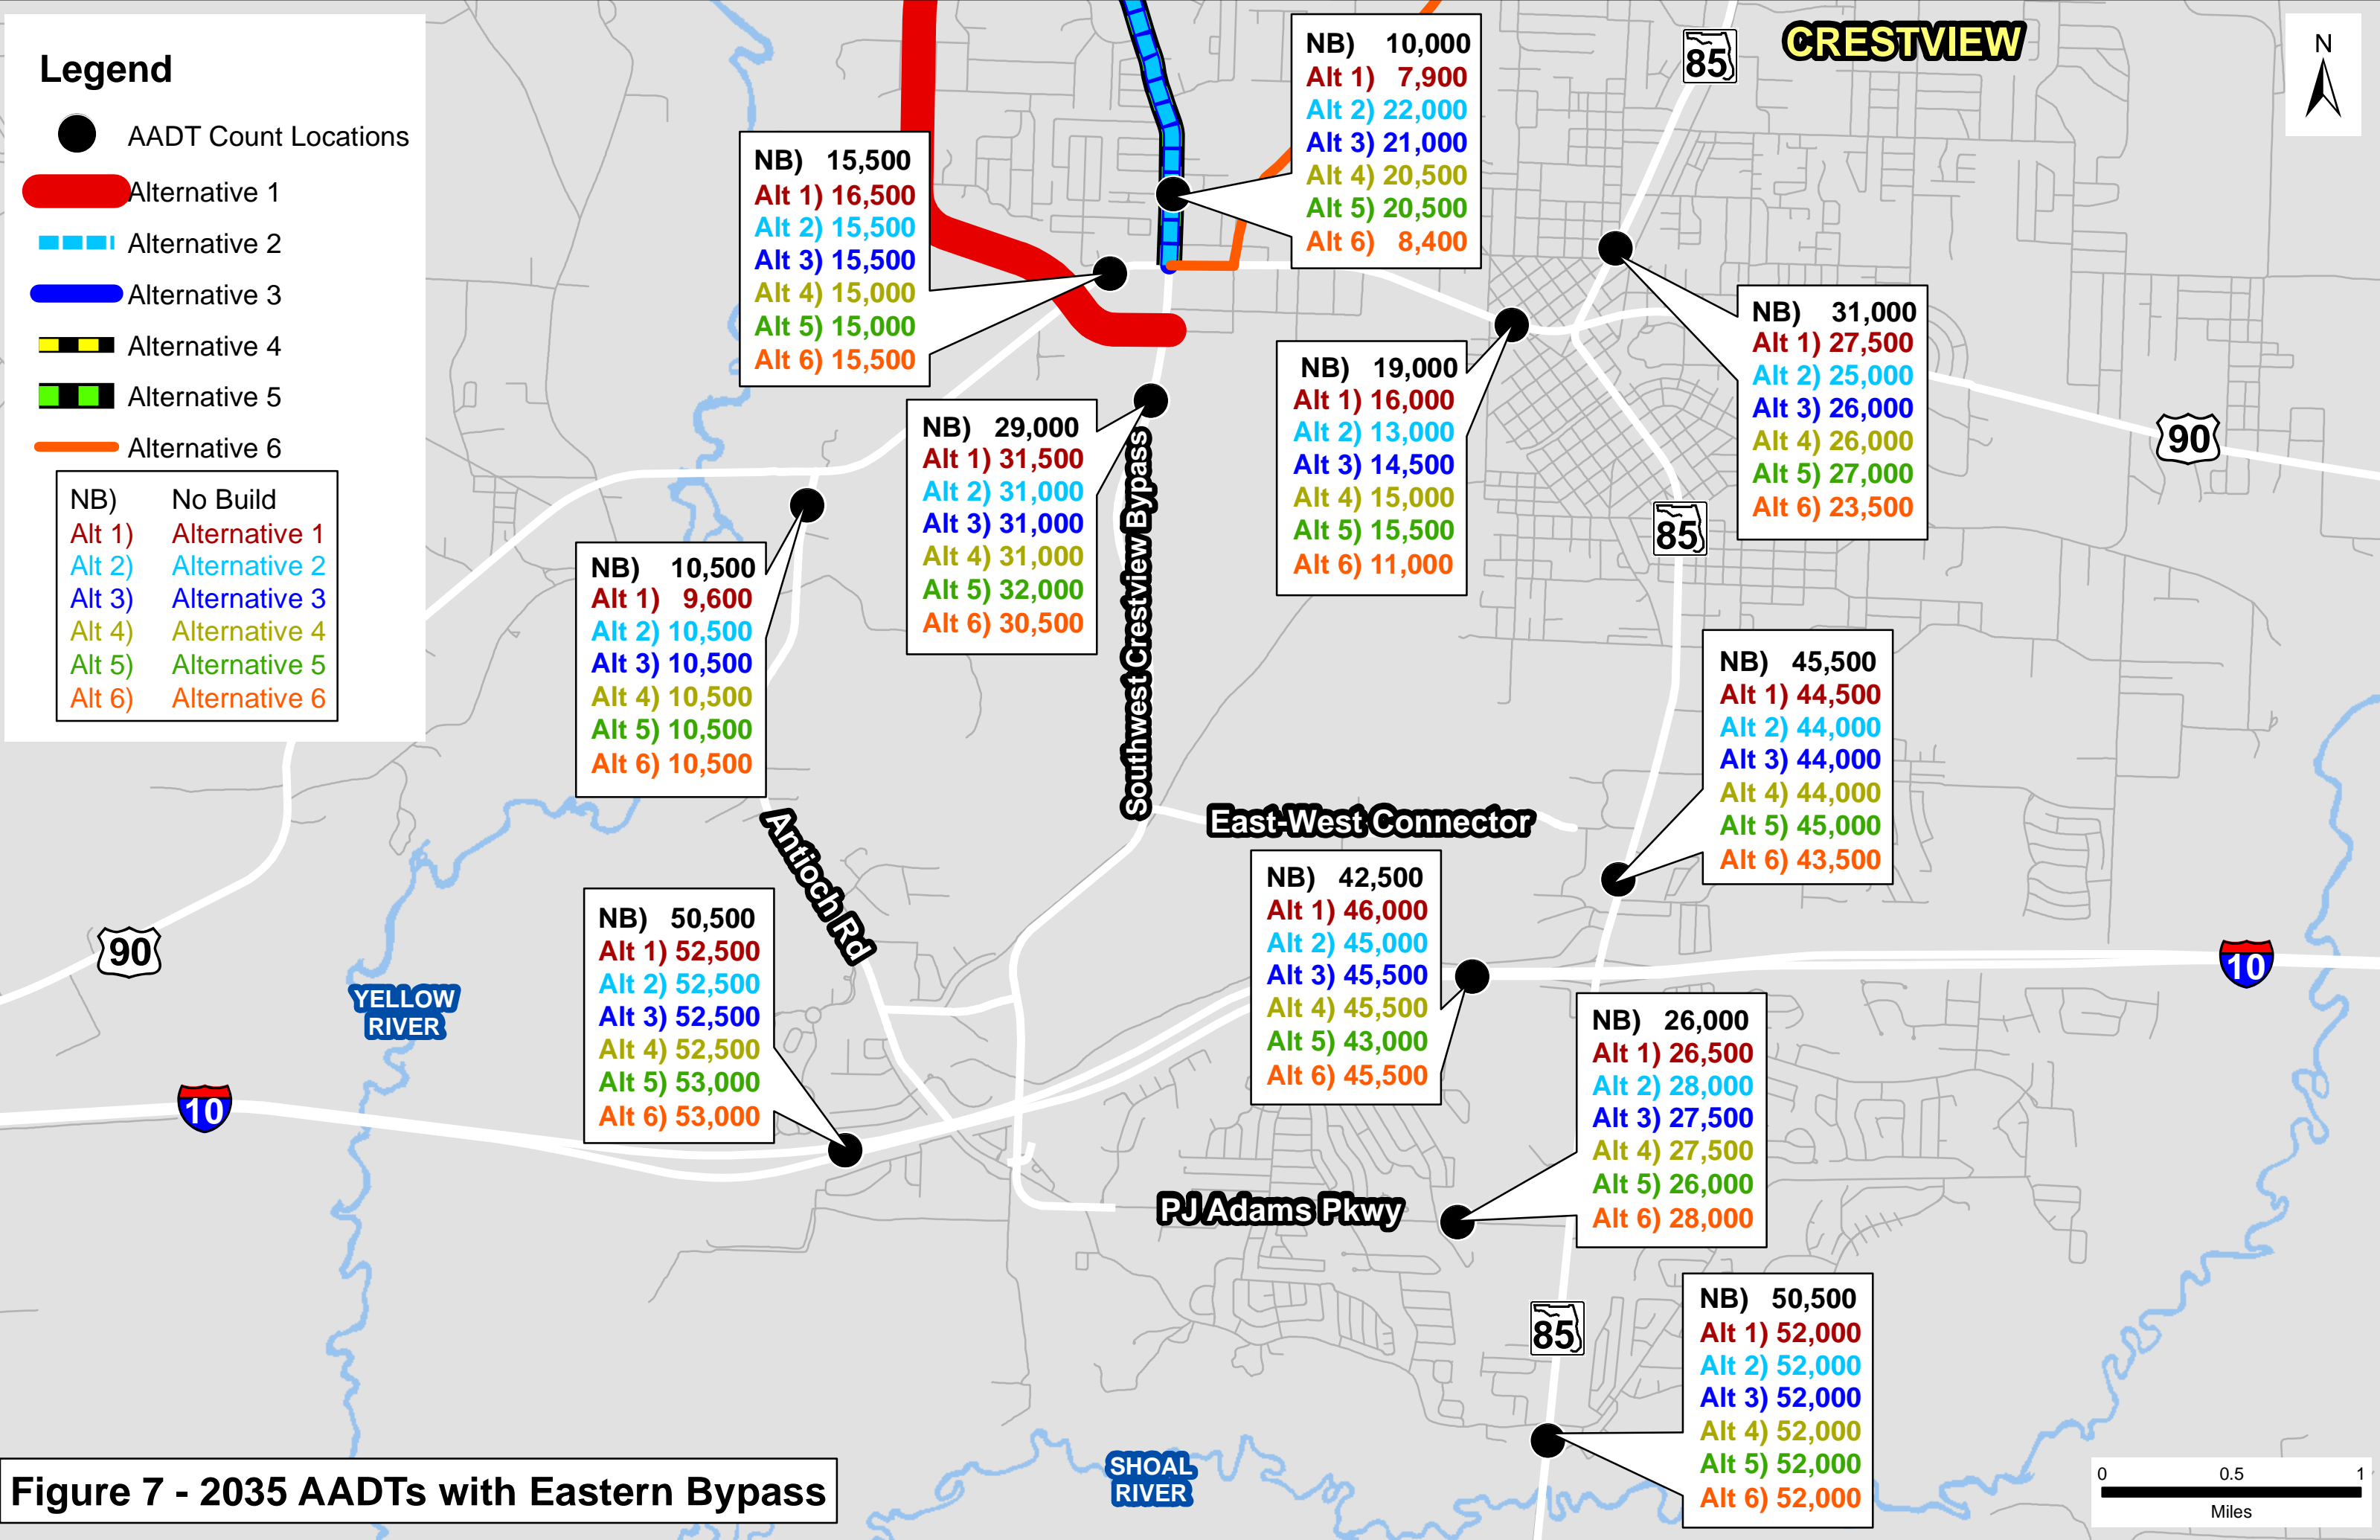 Legend
AADT Count Locations
Alternative 1
Alternative 2
Alternative 3
Alternative 4
Alternative 5
Alternative 6
NB) No Build
Alt 1) Alternative 1
Alt 2) Alternative 2
Alt 3) Alternative 3
Alt 4) Alternative 4
Alt 5) Alternative 5
Alt 6) Alternative 6
NB) 15,500
Alt 1) 16,500
Alt 2) 15,500
Alt 3) 15,500
Alt 4) 15,000
Alt 5) 15,000
Alt 6) 15,500
NB) 10,000
Alt 1) 7,900
Alt 2) 22,000
Alt 3) 21,000
Alt 4) 20,500
Alt 5) 20,500
Alt 6) 8,400
85
CRESTVIEW
N
NB) 31,000
Alt 1) 27,500
Alt 2) 25,000
Alt 3) 26,000
Alt 4) 26,000
Alt 5) 27,000
Alt 6) 23,500
90
NB) 19,000
Alt 1) 16,000
Alt 2) 13,000
Alt 3) 14,500
Alt 4) 15,000
Alt 5) 15,500
Alt 6) 11,000
85
NB) 29,000
Alt 1) 31,500
Alt 2) 31,000
Alt 3) 31,000
Alt 4) 31,000
Alt 5) 32,000
Alt 6) 30,500
Southwest Crestview Bypass
NB) 10,500
Alt 1) 9,600
Alt 2) 10,500
Alt 3) 10,500
Alt 4) 10,500
Alt 5) 10,500
Alt 6) 10,500
NB) 45,500
Alt 1) 44,500
Alt 2) 44,000
Alt 3) 44,000
Alt 4) 44,000
Alt 5) 45,000
Alt 6) 43,500
East-West Connector
Antioch Rd
NB) 42,500
Alt 1) 46,000
Alt 2) 45,000
Alt 3) 45,500
Alt 4) 45,500
Alt 5) 43,000
Alt 6) 45,500
NB) 50,500
Alt 1) 52,500
Alt 2) 52,500
Alt 3) 52,500
Alt 4) 52,500
Alt 5) 53,000
Alt 6) 53,000
90
10
YELLOW
RIVER
10
NB) 26,000
Alt 1) 26,500
Alt 2) 28,000
Alt 3) 27,500
Alt 4) 27,500
Alt 5) 26,000
Alt 6) 28,000
PJ Adams Pkwy
85
NB) 50,500
Alt 1) 52,000
Alt 2) 52,000
Alt 3) 52,000
Alt 4) 52,000
Alt 5) 52,000
Alt 6) 52,000
SHOAL
RIVER
Figure 7 - 2035 AADTs with Eastern Bypass
0 0.5 1
Miles